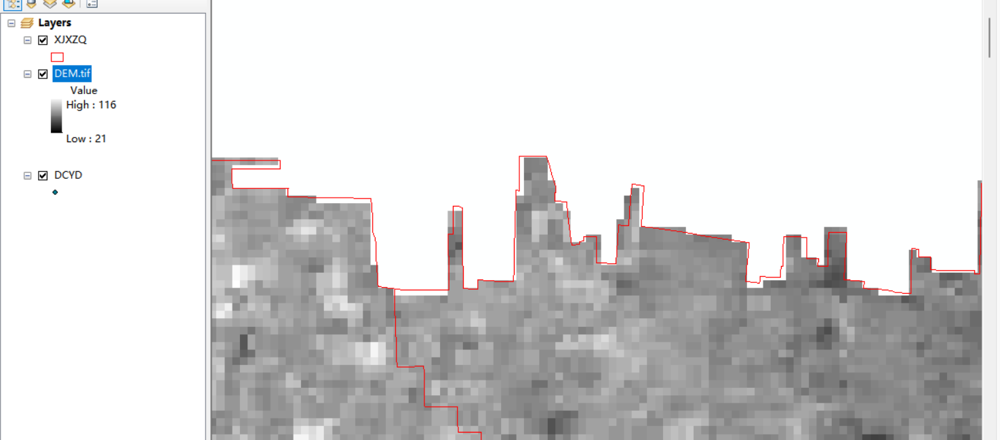 Layers
XJXZQ
DEM.tif
Value
High : 116
Low : 21
DCYD